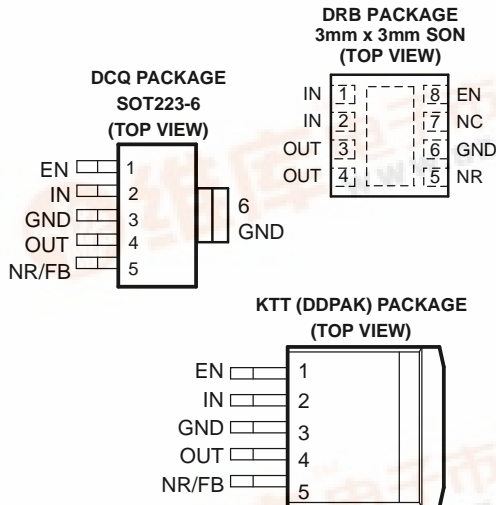 DRB PACKAGE
3mm x 3mm SON
(TOP VIEW)
IN 1 8 EN
IN 2 7 NC
OUT 3 6 GND
OUT 4 5 NR
DCQ PACKAGE
SOT223-6
(TOP VIEW)
EN 1
IN 2
GND 3
OUT 4
NR/FB 5
6
GND
KTT (DDPAK) PACKAGE
(TOP VIEW)
EN 1
IN 2
GND 3
OUT 4
NR/FB 5